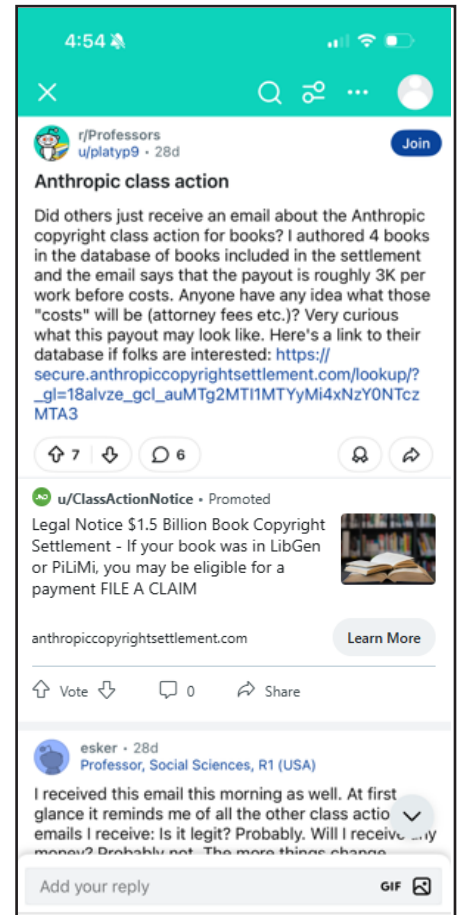 4:54
r/Professors
u/platyp9 • 28d
Join
Anthropic class action
Did others just receive an email about the Anthropic
copyright class action for books? I authored 4 books
in the database of books included in the settlement
and the email says that the payout is roughly 3K per
work before costs. Anyone have any idea what those
"costs" will be (attorney fees etc.)? Very curious
what this payout may look like. Here's a link to their
database if folks are interested: https://
secure.anthropiccopyrightsettlement.com/lookup/?
_gl=18alvze_gcl_auMTg2MTI1MTYyMi4xNzY0NTcz
MTA3
7
6
u/ClassActionNotice • Promoted
Legal Notice $1.5 Billion Book Copyright
Settlement - If your book was in LibGen
or PiLiMi, you may be eligible for a
payment FILE A CLAIM
anthropiccopyrightsettlement.com
Learn More
Vote
0
Share
esker • 28d
Professor, Social Sciences, R1 (USA)
I received this email this morning as well. At first
glance it reminds me of all the other class actio
emails I receive: Is it legit? Probably. Will I receiv ny
money? Probably not. The more things change
Add your reply
GIF